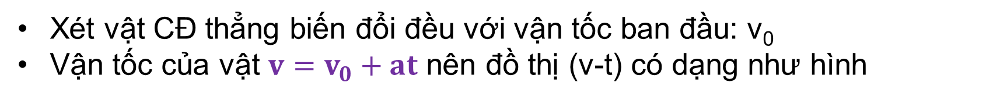 • Xét vật CĐ thẳng biến đổi đều với vận tốc ban đầu: v₀
• Vận tốc của vật v = v₀ + at nên đồ thị (v-t) có dạng như hình